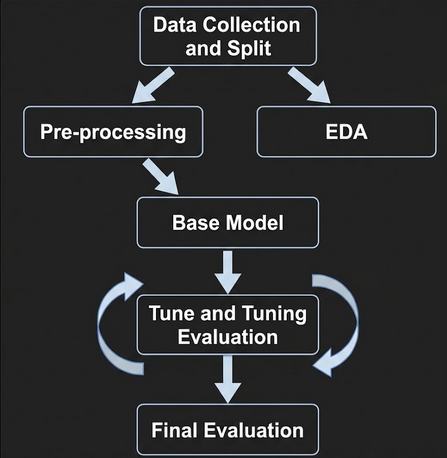 Data Collection
and Split
Pre-processing
EDA
Base Model
Tune and Tuning
Evaluation
Final Evaluation